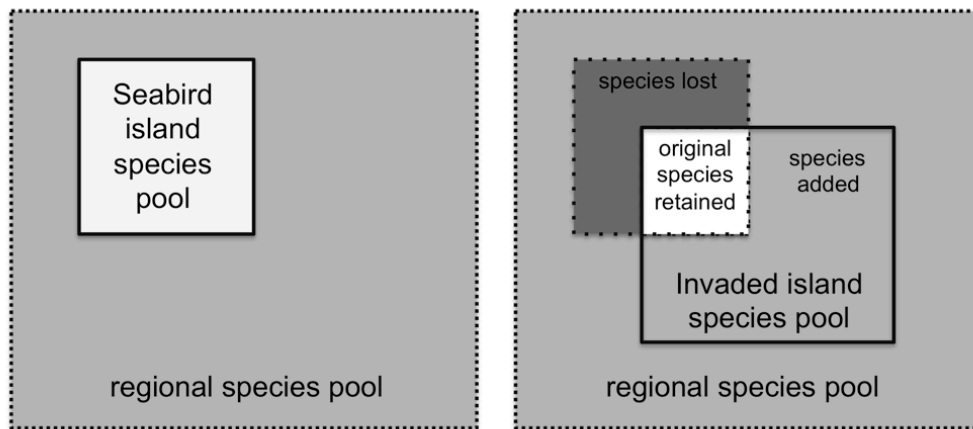 Seabird
island
species
pool
regional species pool
species lost
original
species
retained
species
added
Invaded island
species pool
regional species pool